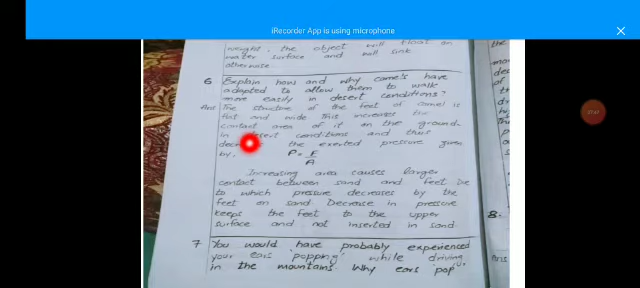 iRecorder App is using microphone
weight, the object will float on
water surface and will sink
otherwise.
6 Explain how and why camels have
adapted to allow them to walk
more easily in desert conditions?
Ans The structure of the feet of camel is
flat and wide this increases the
contact area of it on the ground
in desert conditions and thus
the exerted pressure given
by. P = F
A
Increasing area causes larger
contact between sand and feet due
to which pressure decreases by the
feet on sand. Decrease in pressure
keeps the feet to the upper
surface and not inserted in sand.
7 You would have probably experienced
your ears 'popping' while driving
in the mountains. Why ears 'pop'
8.
Ans